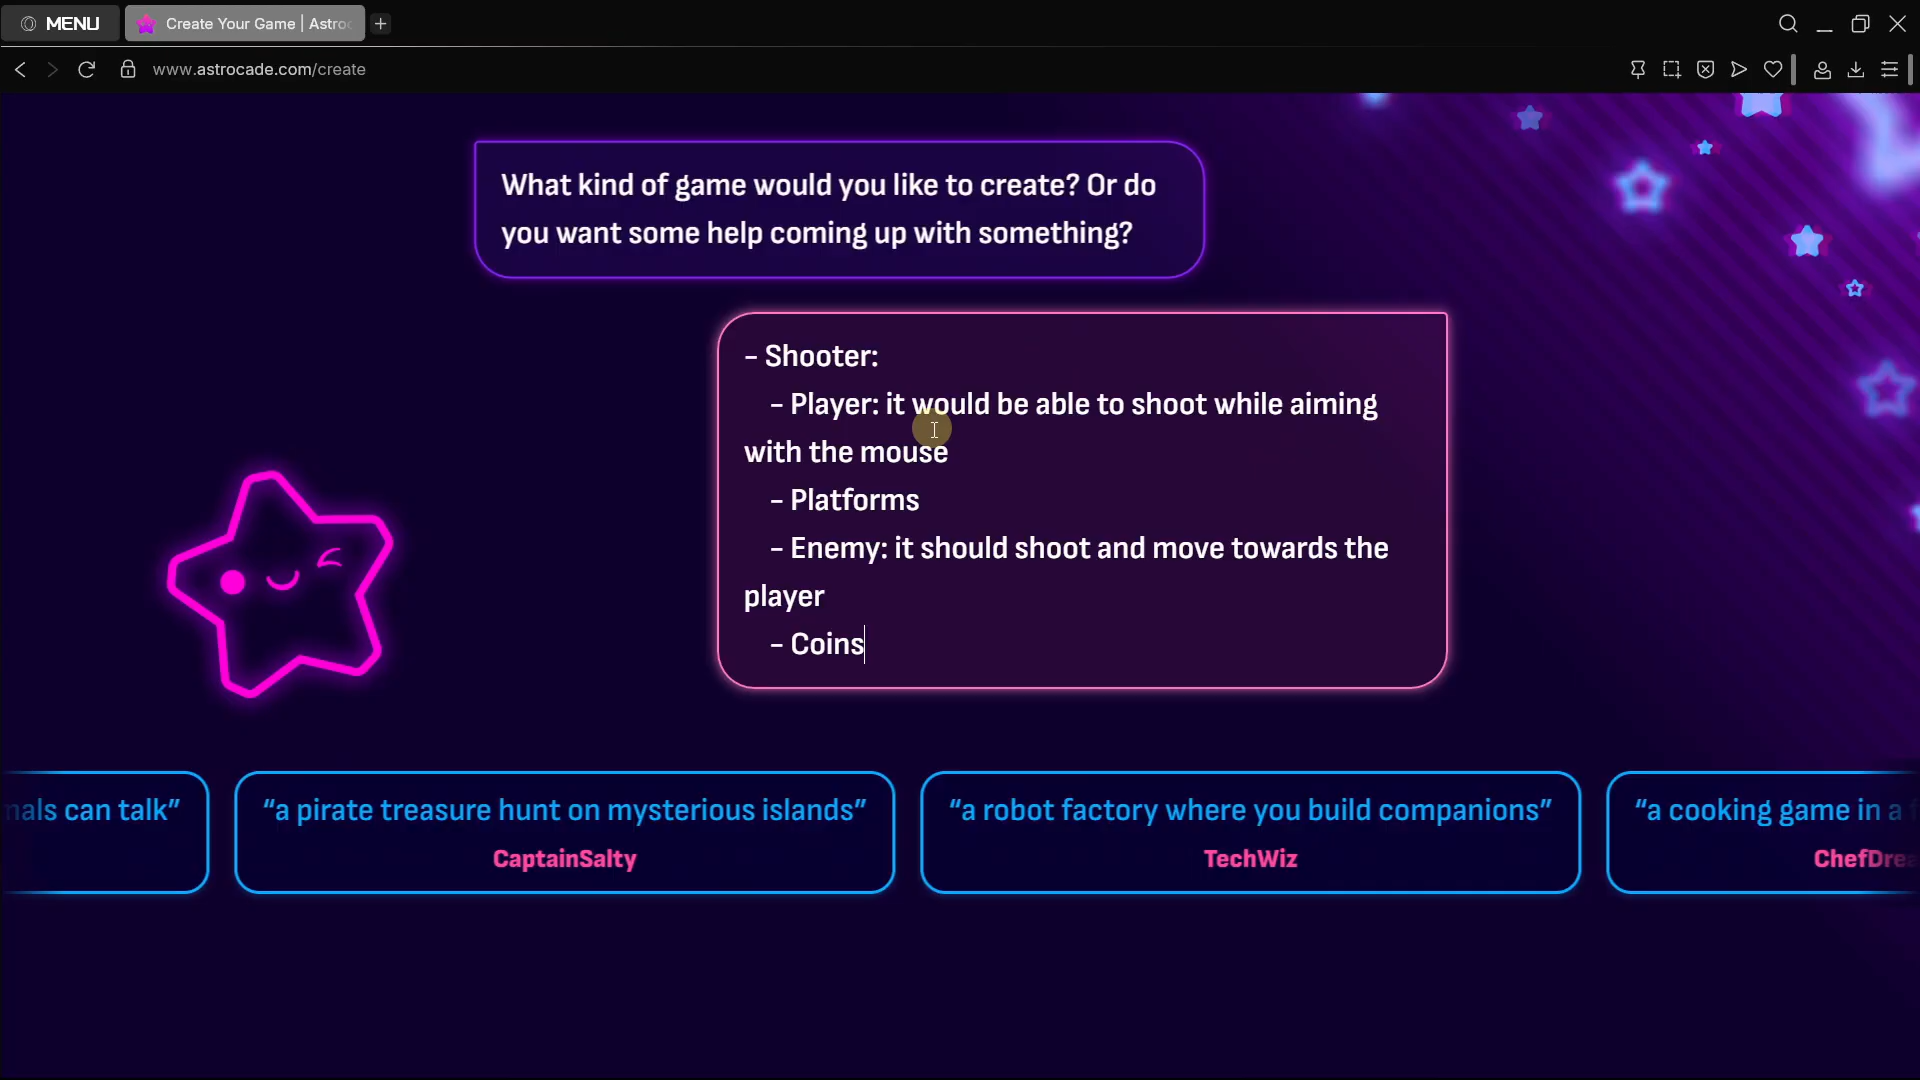 MENU
Create Your Game | Astroc
www.astrocade.com/create
What kind of game would you like to create? Or do
you want some help coming up with something?
- Shooter:
- Player: it would be able to shoot while aiming
with the mouse
- Platforms
- Enemy: it should shoot and move towards the
player
- Coins
mals can talk”
“a pirate treasure hunt on mysterious islands”
CaptainSalty
“a robot factory where you build companions”
TechWiz
“a cooking game in a
ChefDrea